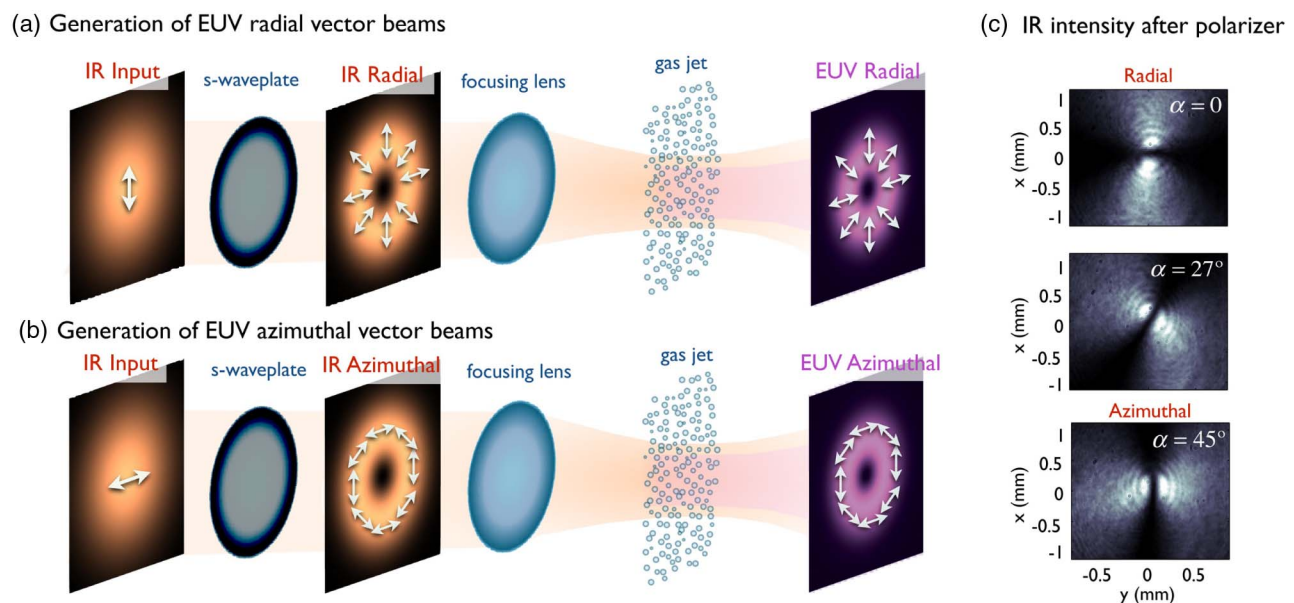 (a) Generation of EUV radial vector beams
IR Input
s-waveplate
IR Radial
focusing lens
gas jet
EUV Radial
(b) Generation of EUV azimuthal vector beams
IR Input
s-waveplate
IR Azimuthal
focusing lens
gas jet
EUV Azimuthal
(c) IR intensity after polarizer
Radial
α = 0
x (mm)
1
0.5
0
-0.5
-1
α = 27°
x (mm)
1
0.5
0
-0.5
-1
Azimuthal
α = 45°
x (mm)
1
0.5
0
-0.5
-1
-0.5 0 0.5
y (mm)